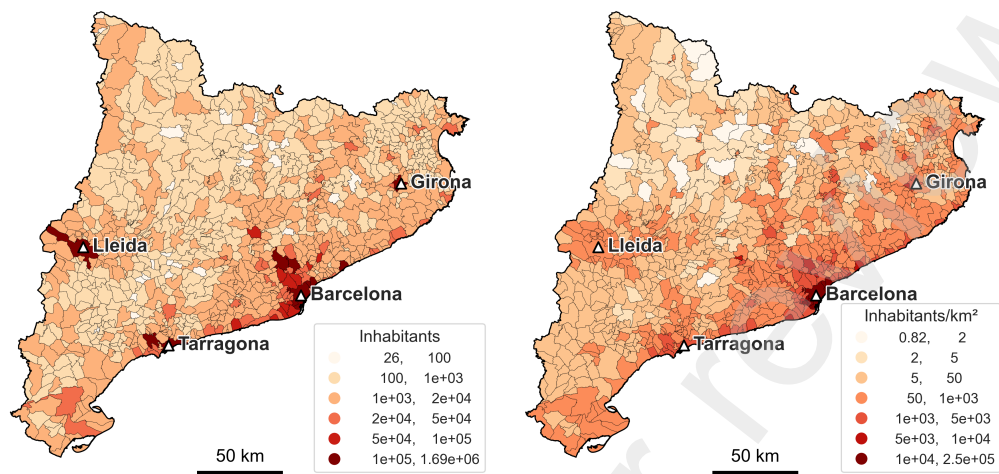 Girona
Lleida
Barcelona
Tarragona
Inhabitants
26, 100
100, 1e+03
1e+03, 2e+04
2e+04, 5e+04
5e+04, 1e+05
1e+05, 1.69e+06
50 km
Girona
Lleida
Barcelona
Tarragona
Inhabitants/km²
0.82, 2
2, 5
5, 50
50, 1e+03
1e+03, 5e+03
5e+03, 1e+04
1e+04, 2.5e+05
50 km
r review